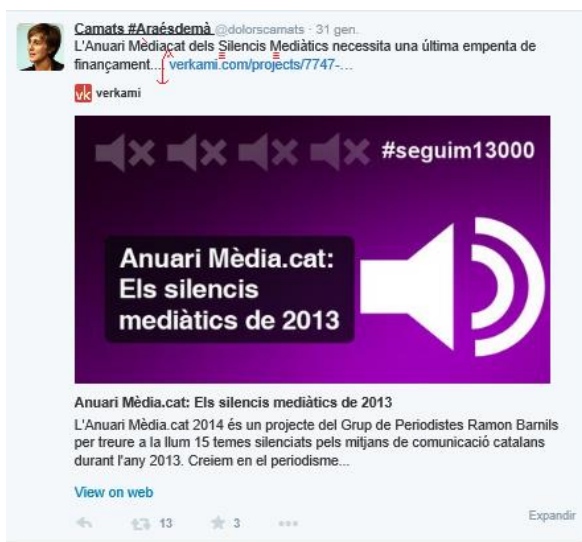 Camats #Araésdemà @dolorscamats · 31 gen.
L'Anuari Mèdiacat dels Silencis Mediàtics necessita una última empenta de
finançament... verkami.com/projects/7747-...
vk verkami
#seguim13000
Anuari Mèdia.cat:
Els silencis
mediàtics de 2013
Anuari Mèdia.cat: Els silencis mediàtics de 2013
L'Anuari Mèdia.cat 2014 és un projecte del Grup de Periodistes Ramon Barnils
per treure a la llum 15 temes silenciats pels mitjans de comunicació catalans
durant l'any 2013. Creiem en el periodisme...
View on web
13 3 Expandir